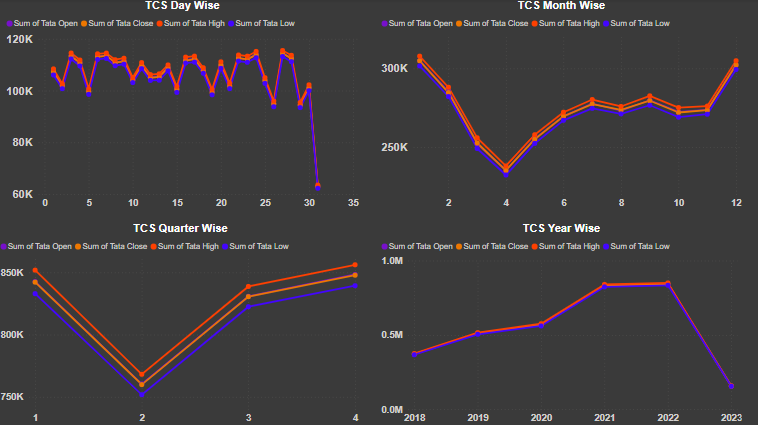 TCS Day Wise
Sum of Tata Open Sum of Tata Close Sum of Tata High Sum of Tata Low
120K
100K
80K
60K
0 5 10 15 20 25 30 35
TCS Month Wise
Sum of Tata Open Sum of Tata Close Sum of Tata High Sum of Tata Low
300K
250K
2 4 6 8 10 12
TCS Quarter Wise
Sum of Tata Open Sum of Tata Close Sum of Tata High Sum of Tata Low
850K
800K
750K
1 2 3 4
TCS Year Wise
Sum of Tata Open Sum of Tata Close Sum of Tata High Sum of Tata Low
1.0M
0.5M
0.0M
2018 2019 2020 2021 2022 2023